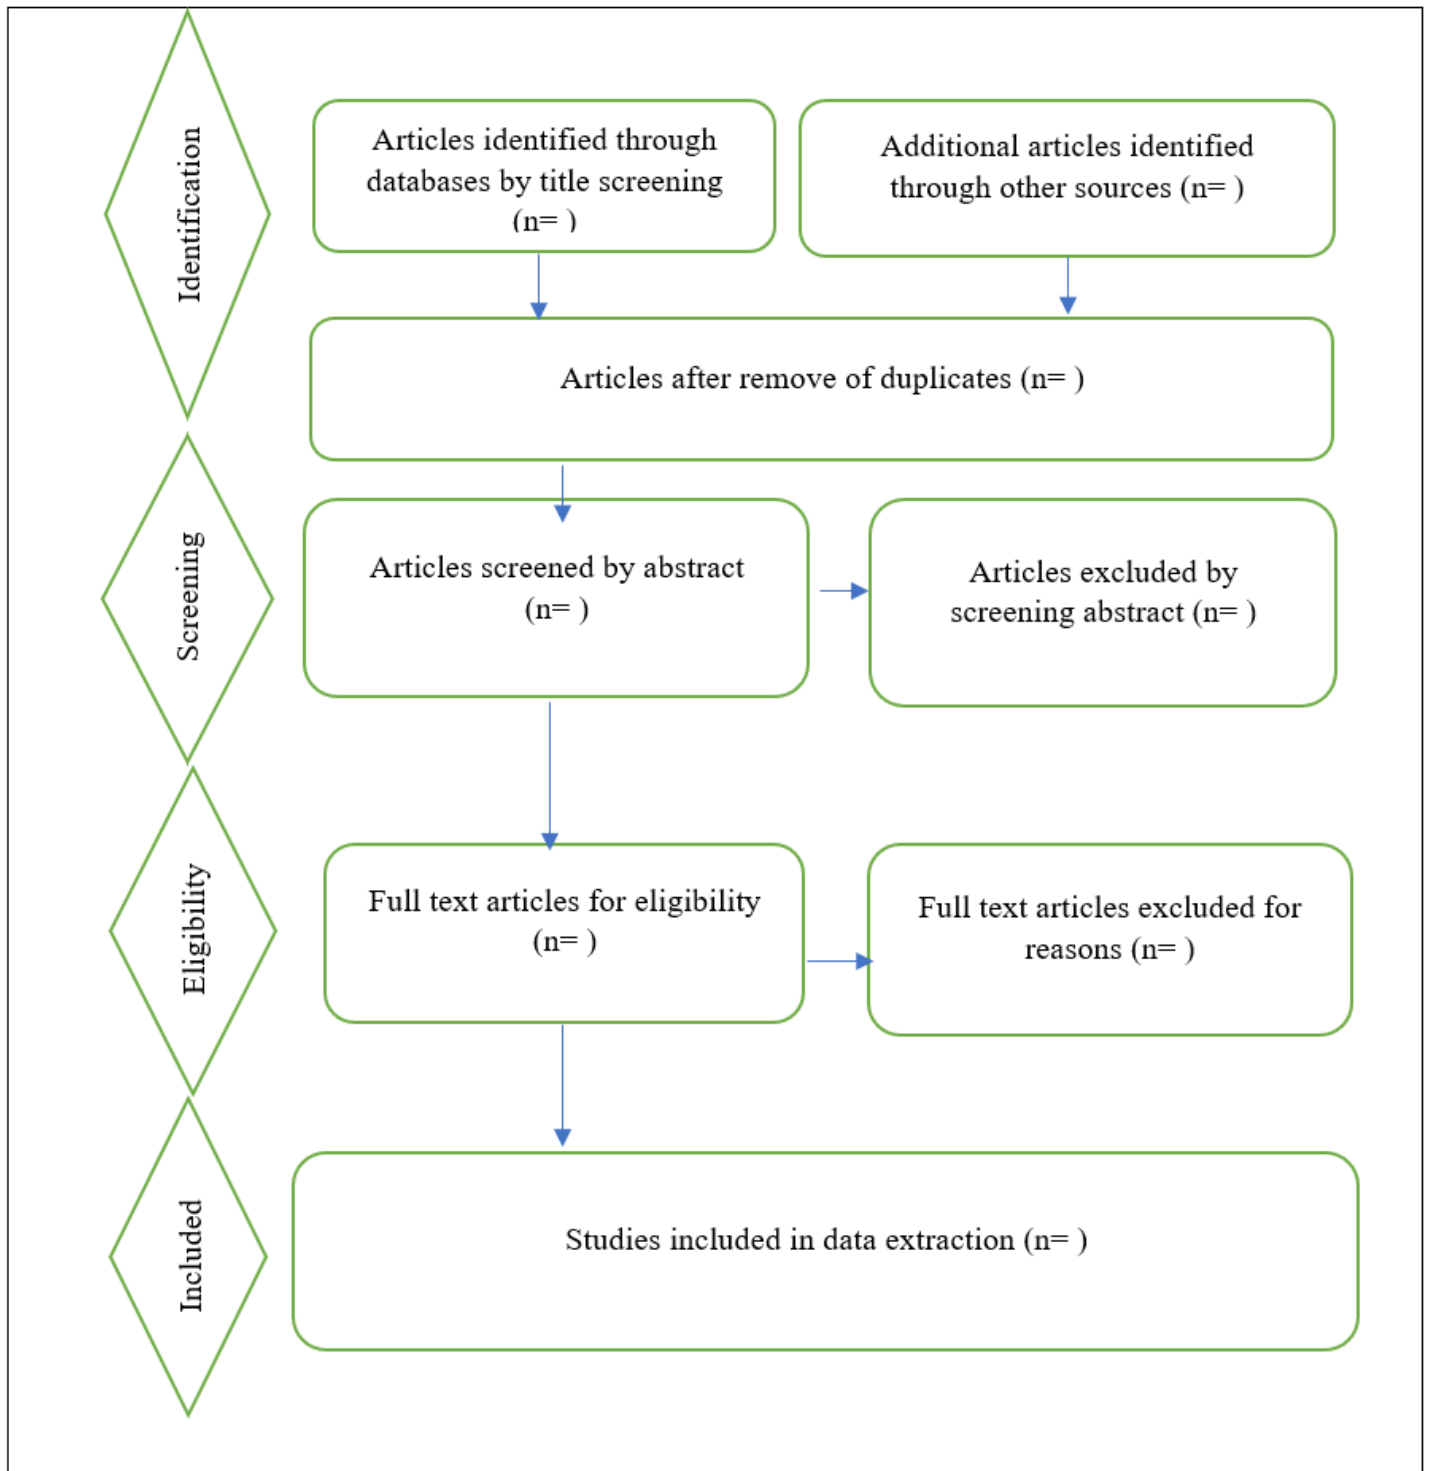 Identification
Articles identified through
databases by title screening
(n= )
Additional articles identified
through other sources (n= )
Articles after remove of duplicates (n= )
Screening
Articles screened by abstract
(n= )
Articles excluded by
screening abstract (n= )
Eligibility
Full text articles for eligibility
(n= )
Full text articles excluded for
reasons (n= )
Included
Studies included in data extraction (n= )